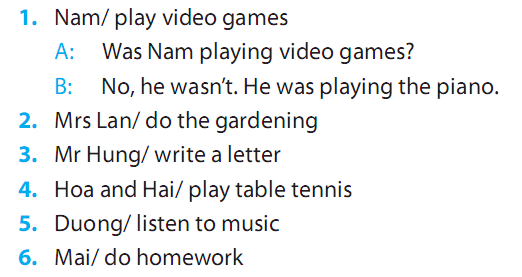 1. Nam/ play video games
A: Was Nam playing video games?
B: No, he wasn't. He was playing the piano.
2. Mrs Lan/ do the gardening
3. Mr Hung/ write a letter
4. Hoa and Hai/ play table tennis
5. Duong/ listen to music
6. Mai/ do homework